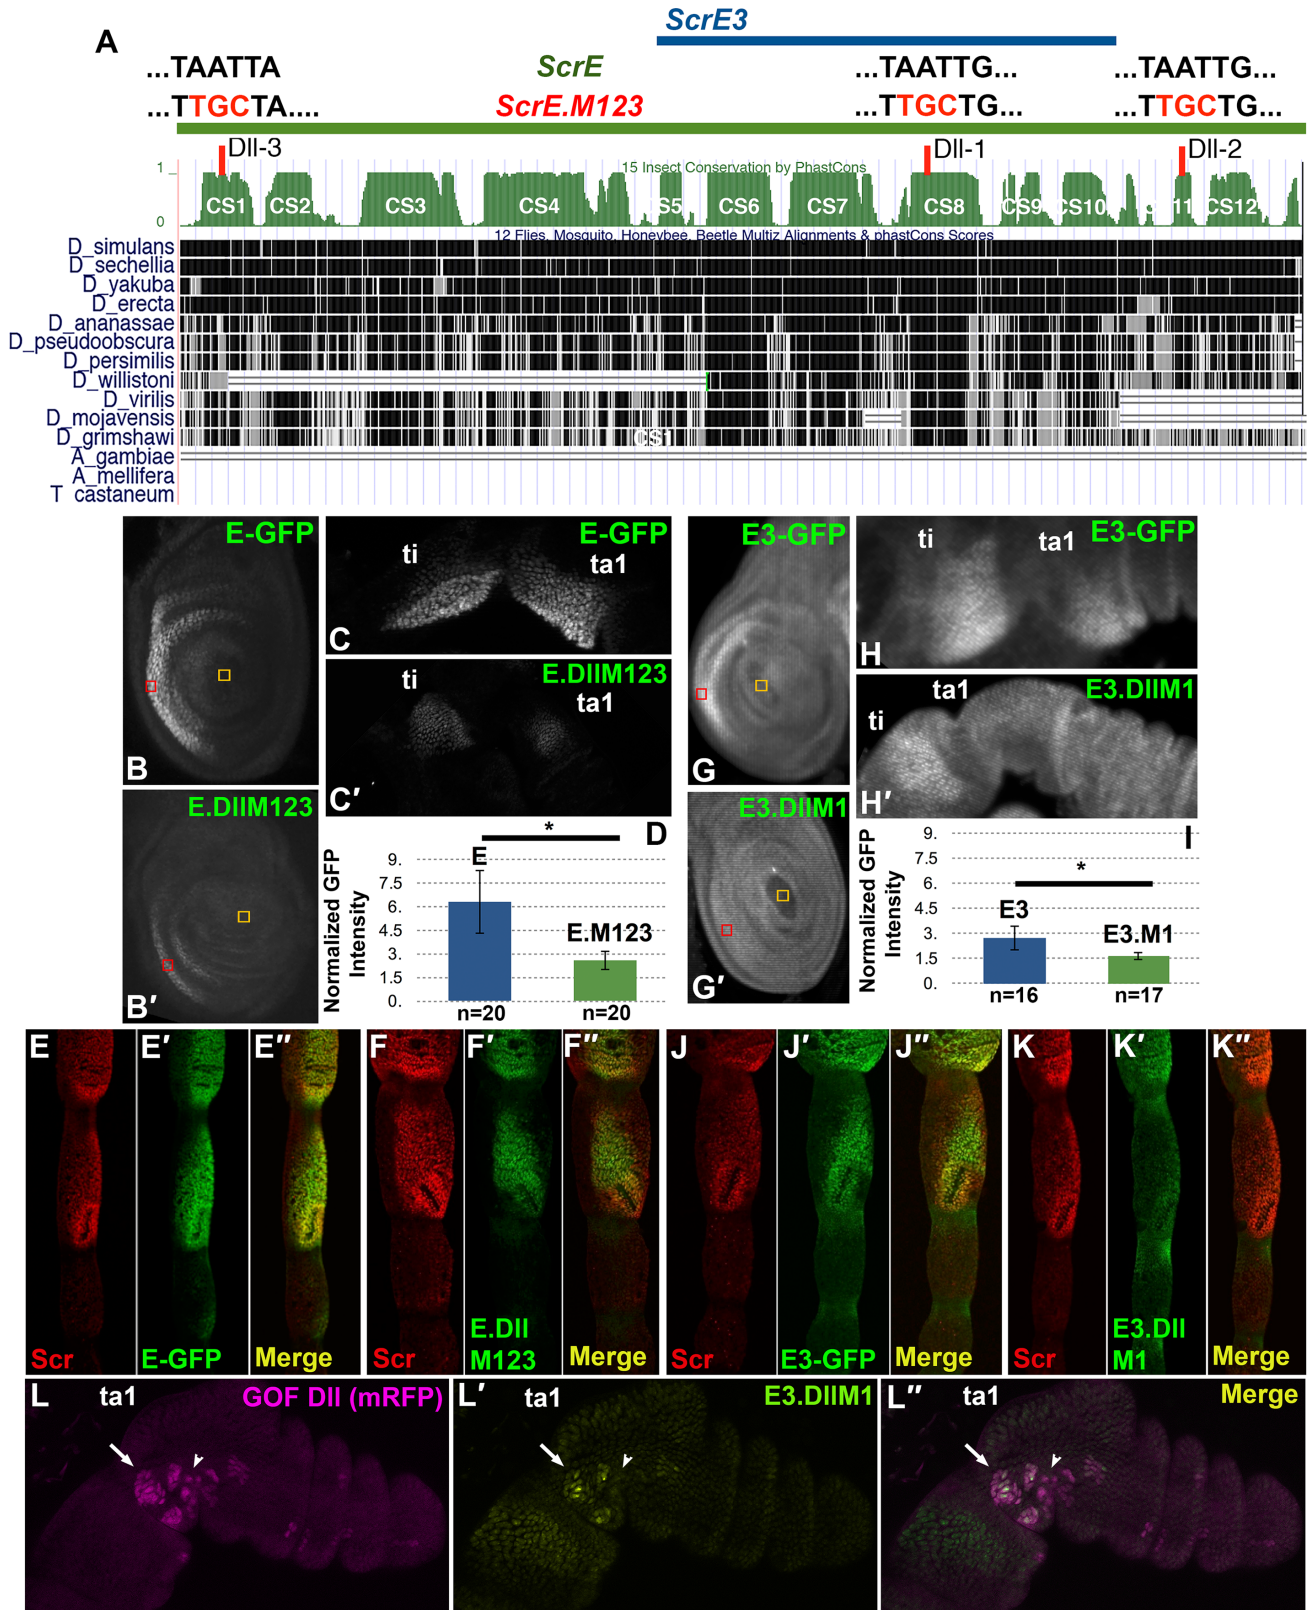 ScrE3
A
...TAATTA
ScrE
...TAATTG...
...TAATTG...
...TTGCTA....
ScrE.M123
...TTGCTG...
...TTGCTG...
Dll-3
Dll-1
Dll-2
1
15 Insect Conservation by PhastCons
CS1 CS2 CS3 CS4 CS5 CS6 CS7 CS8 CS9 CS10 CS11 CS12
0
12 Flies, Mosquito, Honeybee, Beetle Multiz Alignments & phastCons Scores
D_simulans
D_sechellia
D_yakuba
D_erecta
D_ananassae
D_pseudoobscura
D_persimilis
D_willistoni
D_virilis
D_mojavensis
D_grimshawi
A_gambiae
A_mellifera
T_castaneum
E-GFP
B
ti
E-GFP
ta1
C
E.DllM123
ti
ta1
C′
E3-GFP
G
ti
ta1
E3-GFP
H
ta1
E3.DllM1
ti
H′
E.DllM123
B′
D
*
Normalized GFP Intensity
9.
7.5
6.
4.5
3.
1.5
0.
E
E.M123
n=20
n=20
E3.DllM1
G′
I
*
Normalized GFP Intensity
9.
7.5
6.
4.5
3.
1.5
0.
E3
E3.M1
n=16
n=17
E
E′
E″
F
F′
F″
J
J′
J″
K
K′
K″
Scr
E-GFP
Merge
Scr
E.Dll
M123
Merge
Scr
E3-GFP
Merge
Scr
E3.Dll
M1
Merge
L
ta1
GOF Dll (mRFP)
L′
ta1
E3.DllM1
L″
ta1
Merge